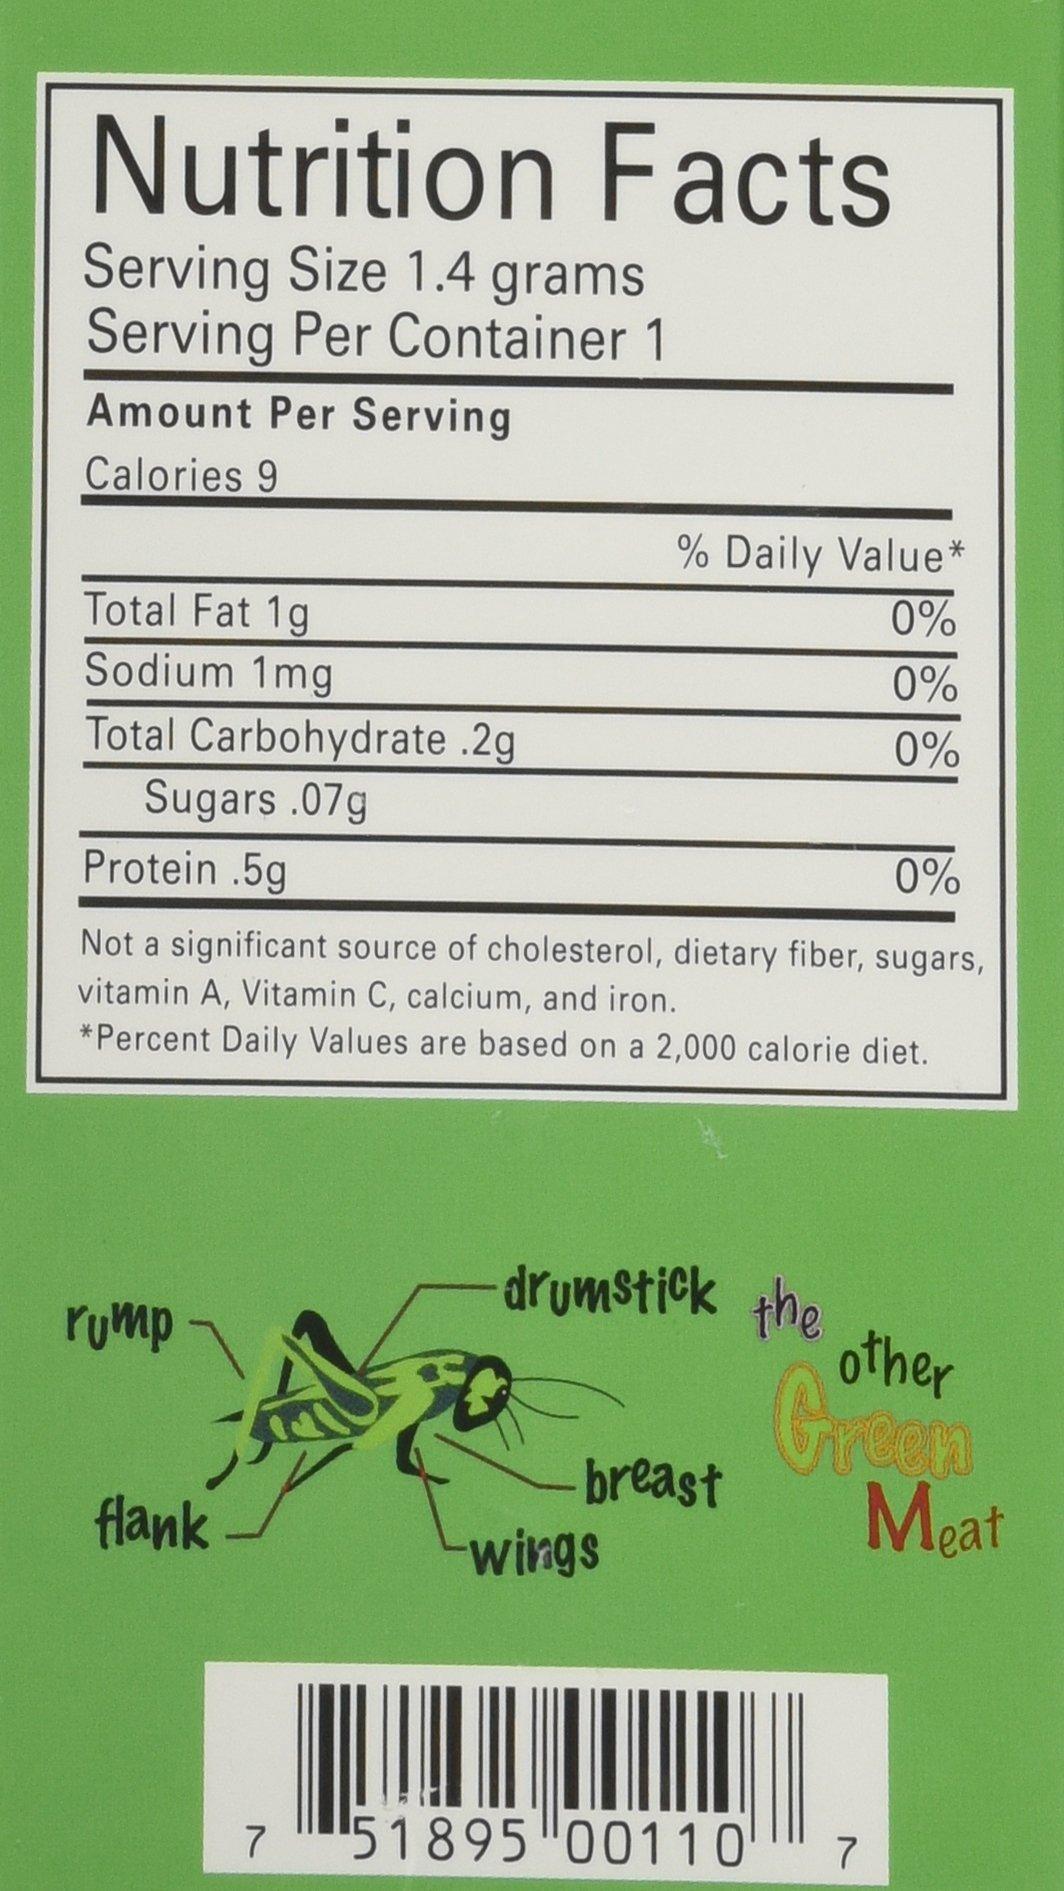 Nutrition Facts
Serving Size 1.4 grams
Serving Per Container 1
Amount Per Serving
Calories 9
% Daily Value*
Total Fat 1g 0%
Sodium 1mg 0%
Total Carbohydrate .2g 0%
Sugars .07g
Protein .5g 0%
Not a significant source of cholesterol, dietary fiber, sugars,
vitamin A, Vitamin C, calcium, and iron.
*Percent Daily Values are based on a 2,000 calorie diet.
rump
drumstick
flank
breast
wings
the
other
Green
Meat
7 51895 00110 7